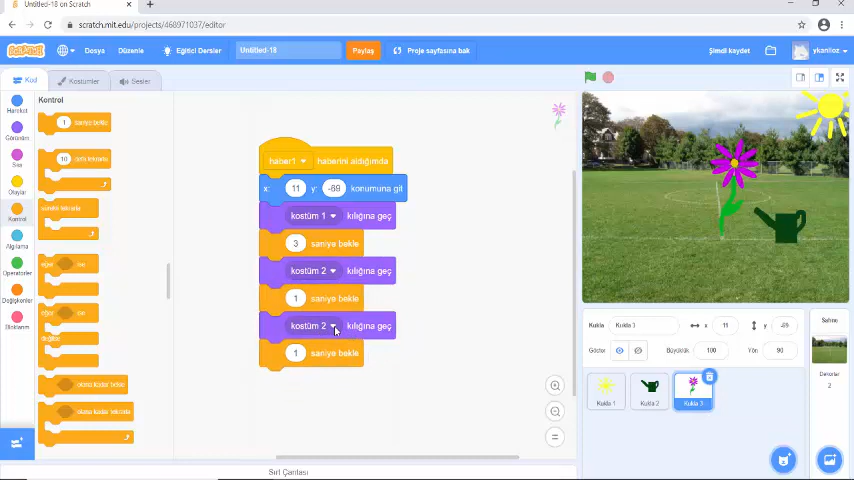 Untitled-18 on Scratch
scratch.mit.edu/projects/468971037/editor
SCRATCH
Dosya
Düzenle
Eğitici Dersler
Untitled-18
Paylaş
Proje sayfasına bak
Şimdi kaydet
ykanloz
Kod
Kostümler
Sesler
Hareket
Görünüm
Ses
Olaylar
Kontrol
Algılama
Operatörler
Değişkenler
Bloklarım
Kontrol
1 saniye bekle
10 defa tekrarla
sürekli tekrarla
eğer ise
eğer ise
değilse
olana kadar bekle
olana kadar tekrarla
haber1 haberini aldığımda
x: 11 y: -69 konumuna git
kostüm 1 kılığına geç
3 saniye bekle
kostüm 2 kılığına geç
1 saniye bekle
kostüm 2 kılığına geç
1 saniye bekle
Sırt Çantası
Kukla Kukla 3 x 11 y -69
Göster Büyüklük 100 Yön 90
Kukla 1
Kukla 2
Kukla 3
Sahne
Dekorlar
2